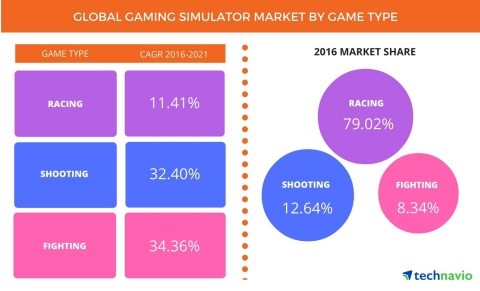 GLOBAL GAMING SIMULATOR MARKET BY GAME TYPE
GAME TYPE CAGR 2016-2021
RACING 11.41%
SHOOTING 32.40%
FIGHTING 34.36%
2016 MARKET SHARE
RACING
79.02%
SHOOTING
12.64%
FIGHTING
8.34%
technavio